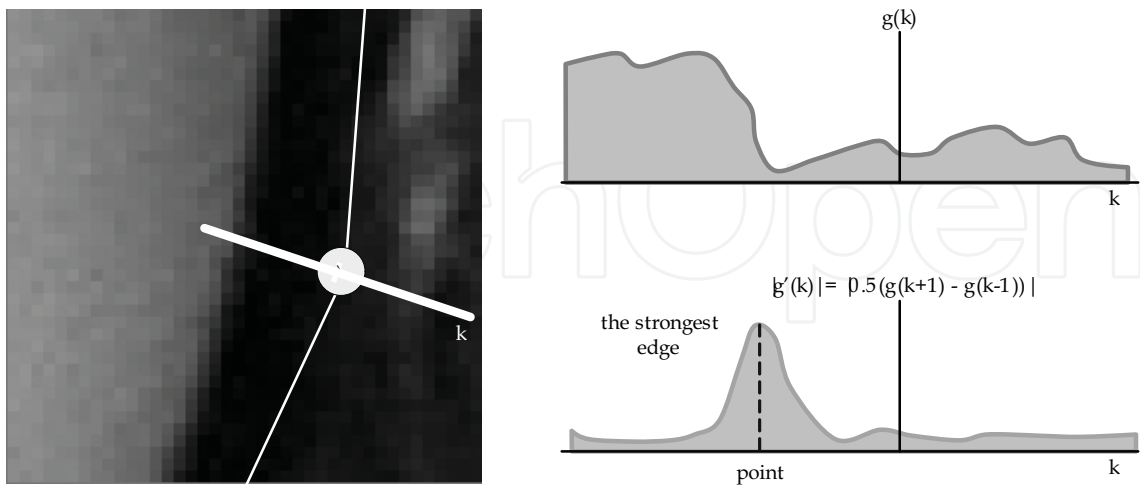 k
g(k)
k
|g'(k)| = |0.5(g(k+1) - g(k-1))|
the strongest
edge
point
k